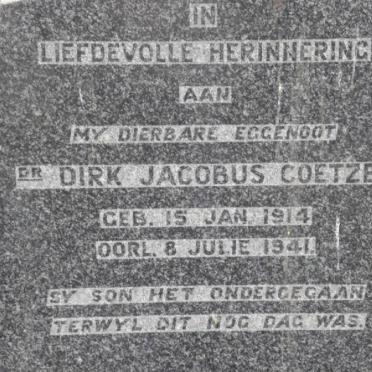 IN
LIEFDEVOLLE HERINNERING
AAN
MY DIERBARE EGGENOOT
DR DIRK JACOBUS COETZE
GEB. 15 JAN. 1914
OORL. 8 JULIE 1941.
SY SON HET ONDERGEGAAN
TERWYL DIT NOG DAG WAS.